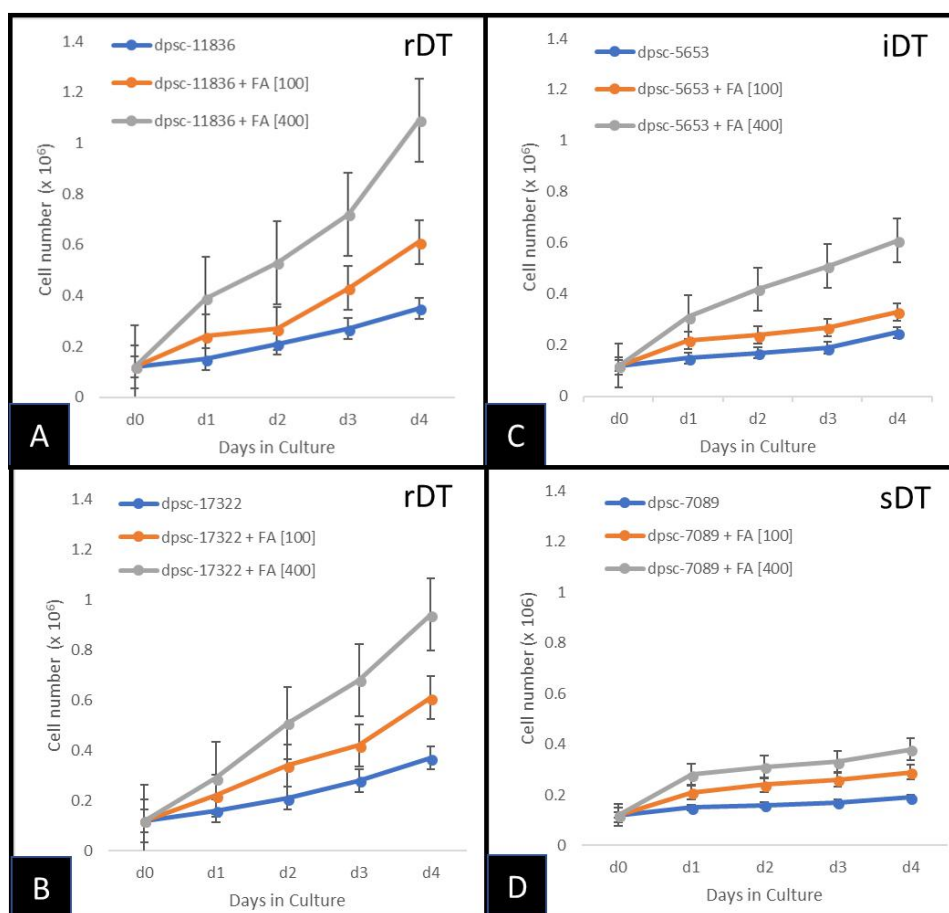 rDT
dpsc-11836
dpsc-11836 + FA [100]
dpsc-11836 + FA [400]
Cell number (x 10⁶)
1.4
1.2
1
0.8
0.6
0.4
0.2
0
d0 d1 d2 d3 d4
Days in Culture
A
rDT
dpsc-17322
dpsc-17322 + FA [100]
dpsc-17322 + FA [400]
Cell number (x 10⁶)
1.4
1.2
1
0.8
0.6
0.4
0.2
0
d0 d1 d2 d3 d4
Days in Culture
B
iDT
dpsc-5653
dpsc-5653 + FA [100]
dpsc-5653 + FA [400]
Cell number (x 10⁶)
1.4
1.2
1
0.8
0.6
0.4
0.2
0
d0 d1 d2 d3 d4
Days in Culture
C
sDT
dpsc-7089
dpsc-7089 + FA [100]
dpsc-7089 + FA [400]
Cell number (x 106)
1.4
1.2
1
0.8
0.6
0.4
0.2
0
d0 d1 d2 d3 d4
Days in Culture
D